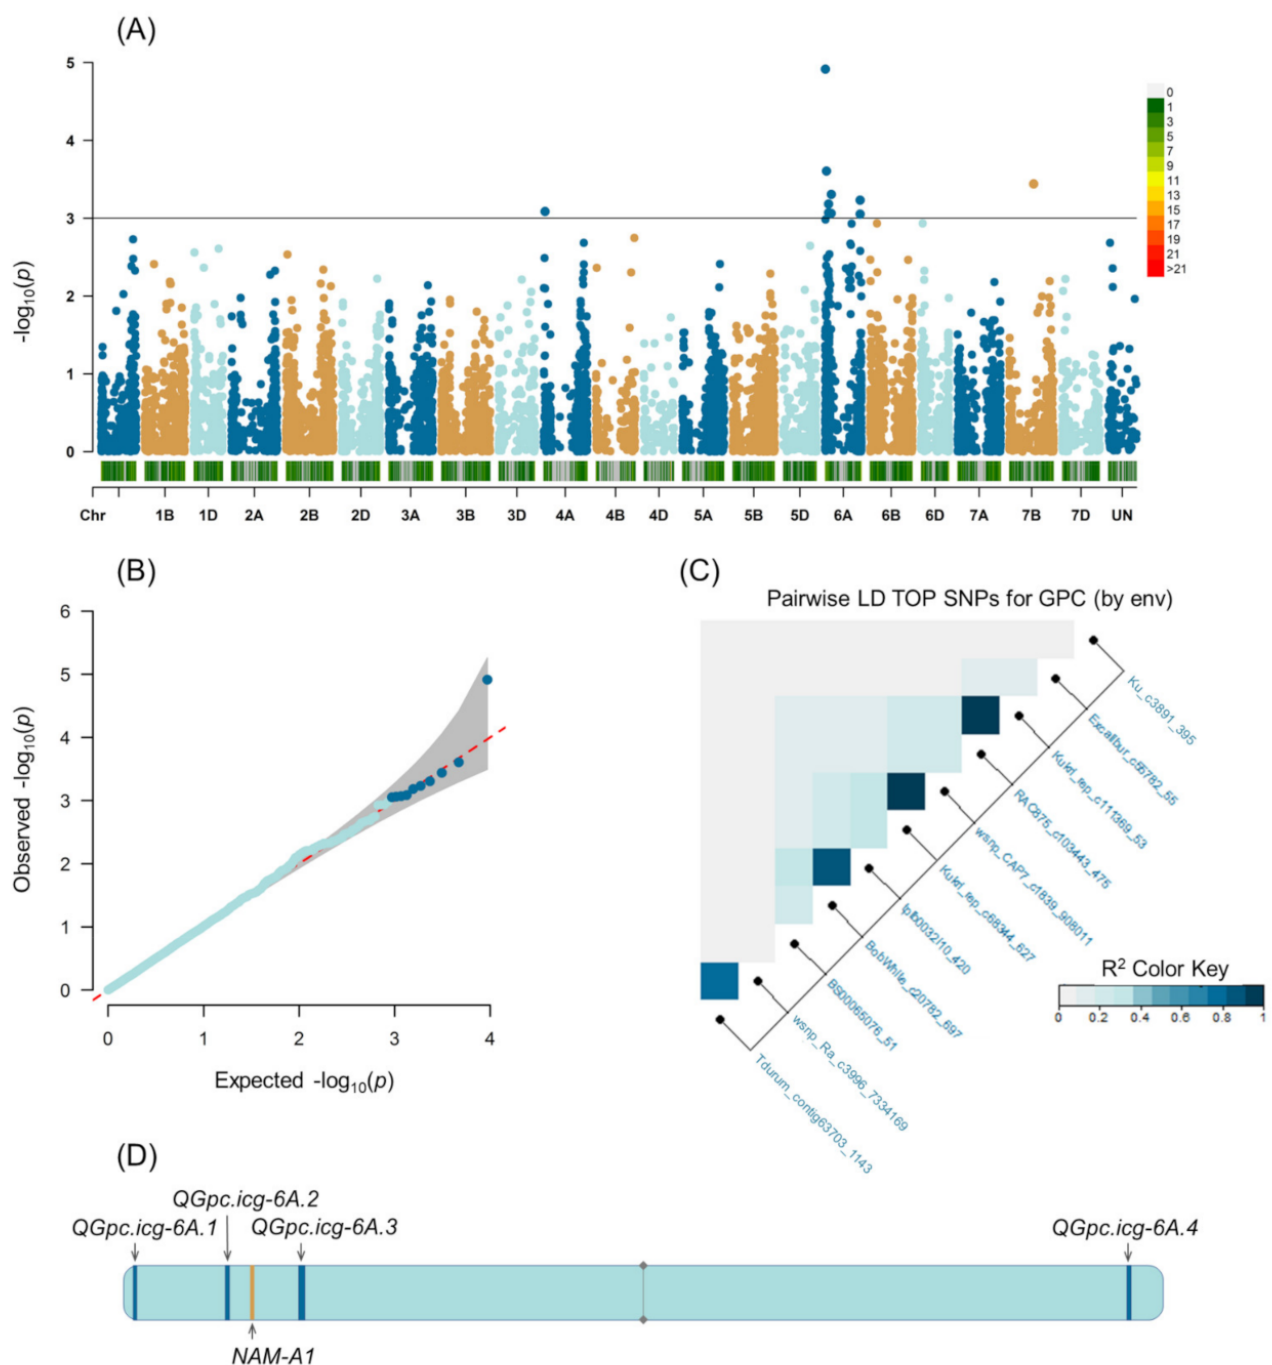 (A)
5
4
3
2
1
0
-log10(p)
0
1
3
5
7
9
11
13
15
17
19
21
>21
Chr 1B 1D 2A 2B 2D 3A 3B 3D 4A 4B 4D 5A 5B 5D 6A 6B 6D 7A 7B 7D UN
(B)
6
5
4
3
2
1
0
Observed -log10(p)
0 1 2 3 4
Expected -log10(p)
(C)
Pairwise LD TOP SNPs for GPC (by env)
Ku_c3891_395
Excalibur_c55782_55
Kukri_rep_c111369_53
RAC875_c103443_475
wsnp_CAP7_c1839_908011
Kukri_rep_c68344_627
BobWhite_c20782_697
BS00065076_51
wsnp_Ra_c3996_7334169
Tdurum_contig63703_1143
R2 Color Key
0 0.2 0.4 0.6 0.8 1
(D)
QGpc.icg-6A.2
QGpc.icg-6A.1 QGpc.icg-6A.3 QGpc.icg-6A.4
NAM-A1